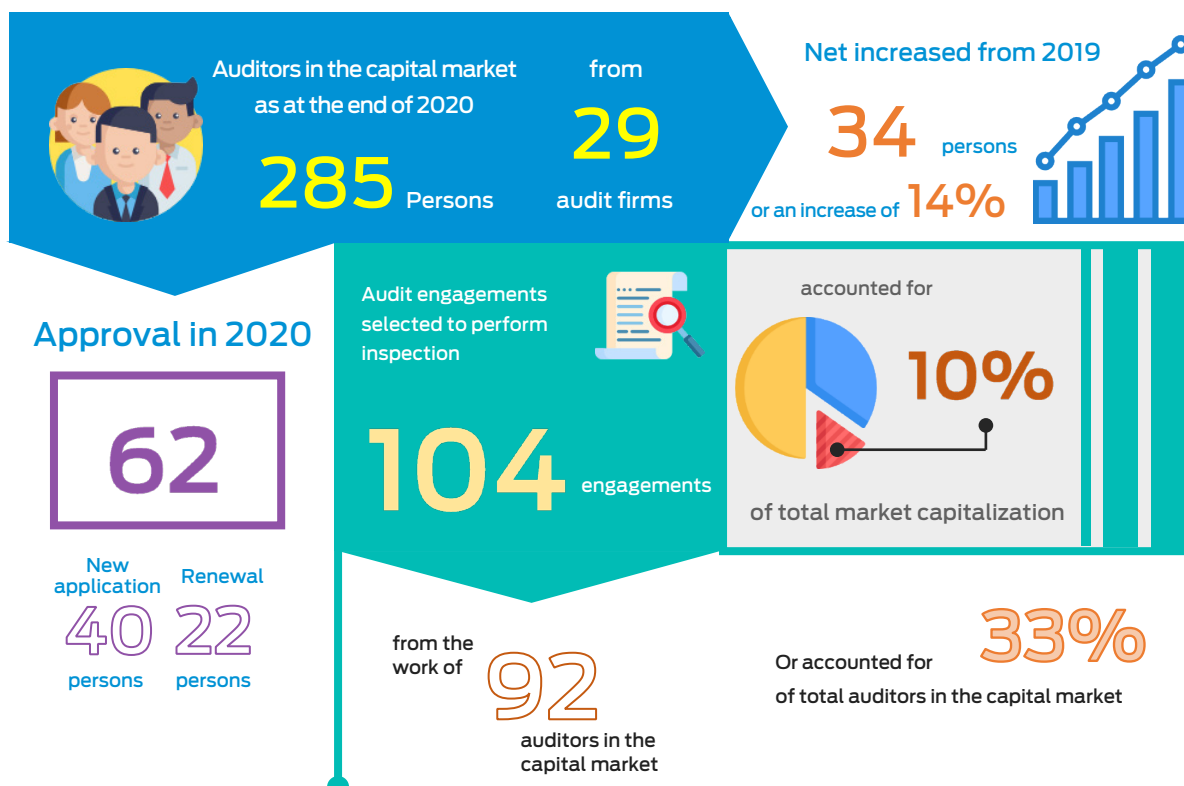 Auditors in the capital market
as at the end of 2020
285 Persons
from
29
audit firms
Net increased from 2019
34 persons
or an increase of 14%
Approval in 2020
62
New
application
40
persons
Renewal
22
persons
Audit engagements
selected to perform
inspection
104 engagements
accounted for
10%
of total market capitalization
from the
work of
92
auditors in the
capital market
Or accounted for 33%
of total auditors in the capital market